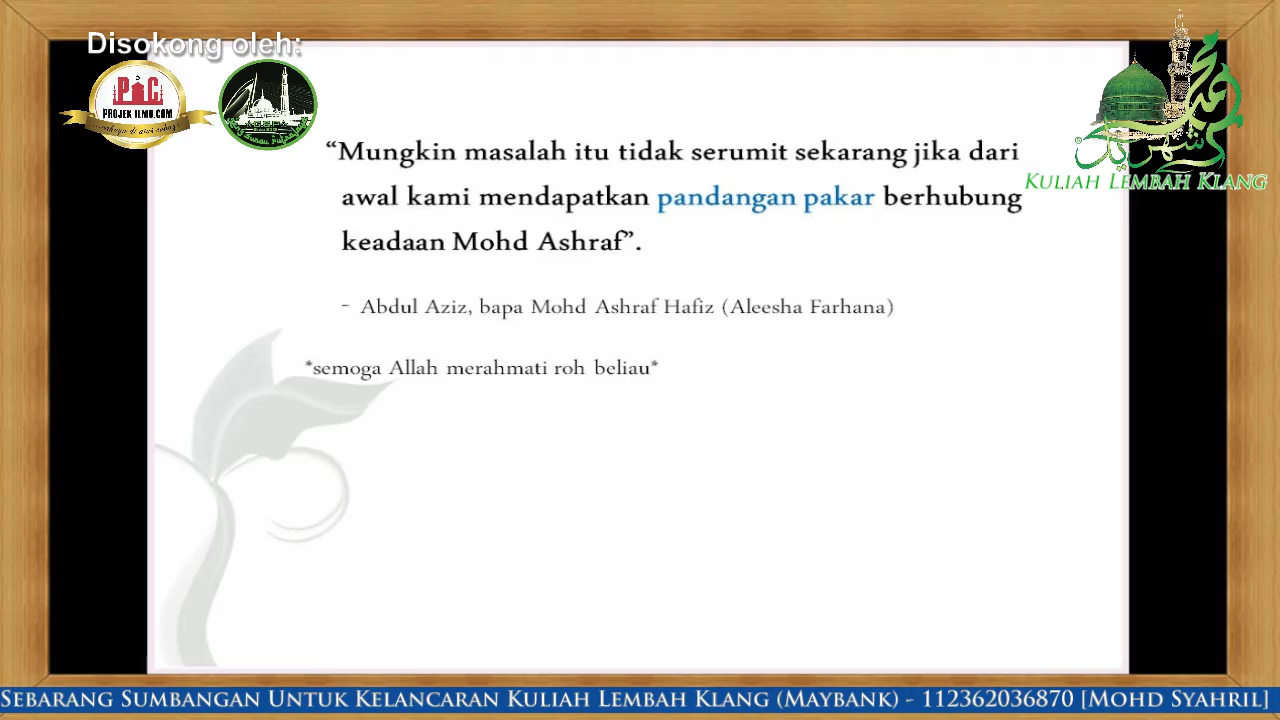 Disokong oleh:
PiC
PROJEK ILMU.COM
KULIAH LEMBAH KLANG
“Mungkin masalah itu tidak serumit sekarang jika dari
awal kami mendapatkan pandangan pakar berhubung
keadaan Mohd Ashraf”.
- Abdul Aziz, bapa Mohd Ashraf Hafiz (Aleesha Farhana)
*semoga Allah merahmati roh beliau*
SEBARANG SUMBANGAN UNTUK KELANCARAN KULIAH LEMBAH KLANG (MAYBANK) - 112362036870 [MOHD SYAHRIL]